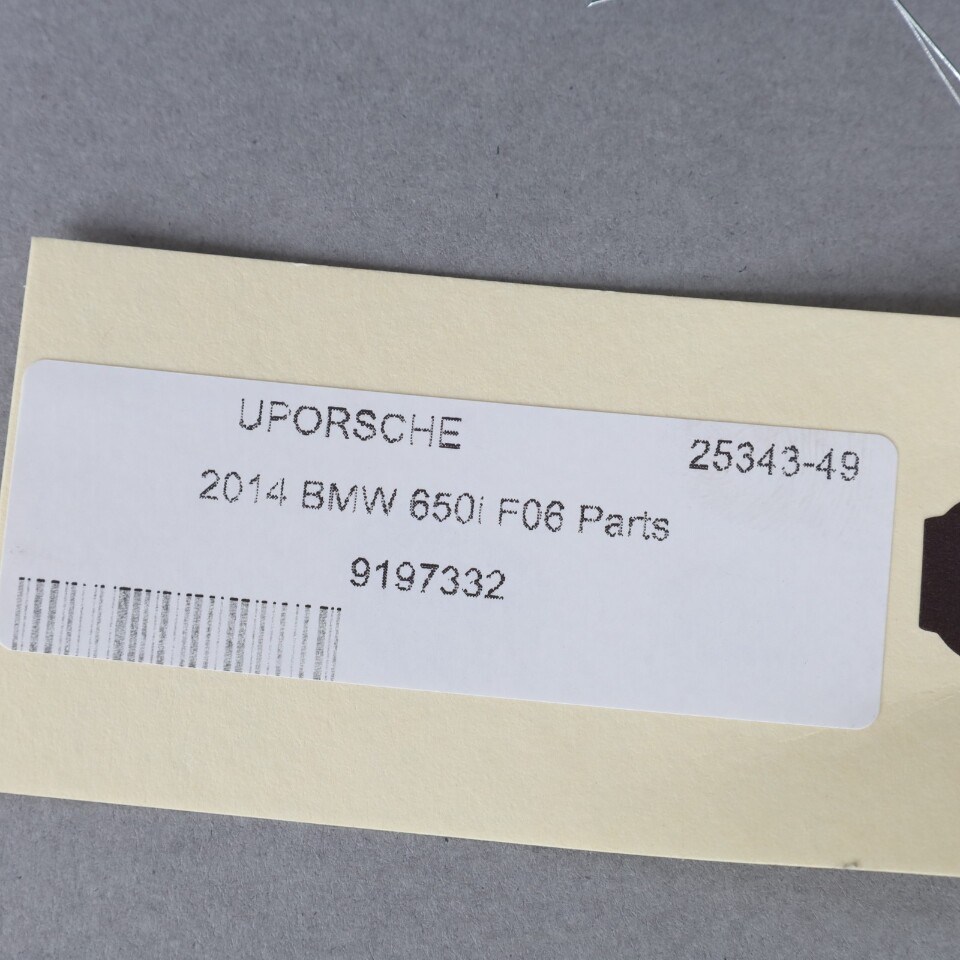 UPORSCHE
25343-49
2014 BMW 650i F06 Parts
9197332